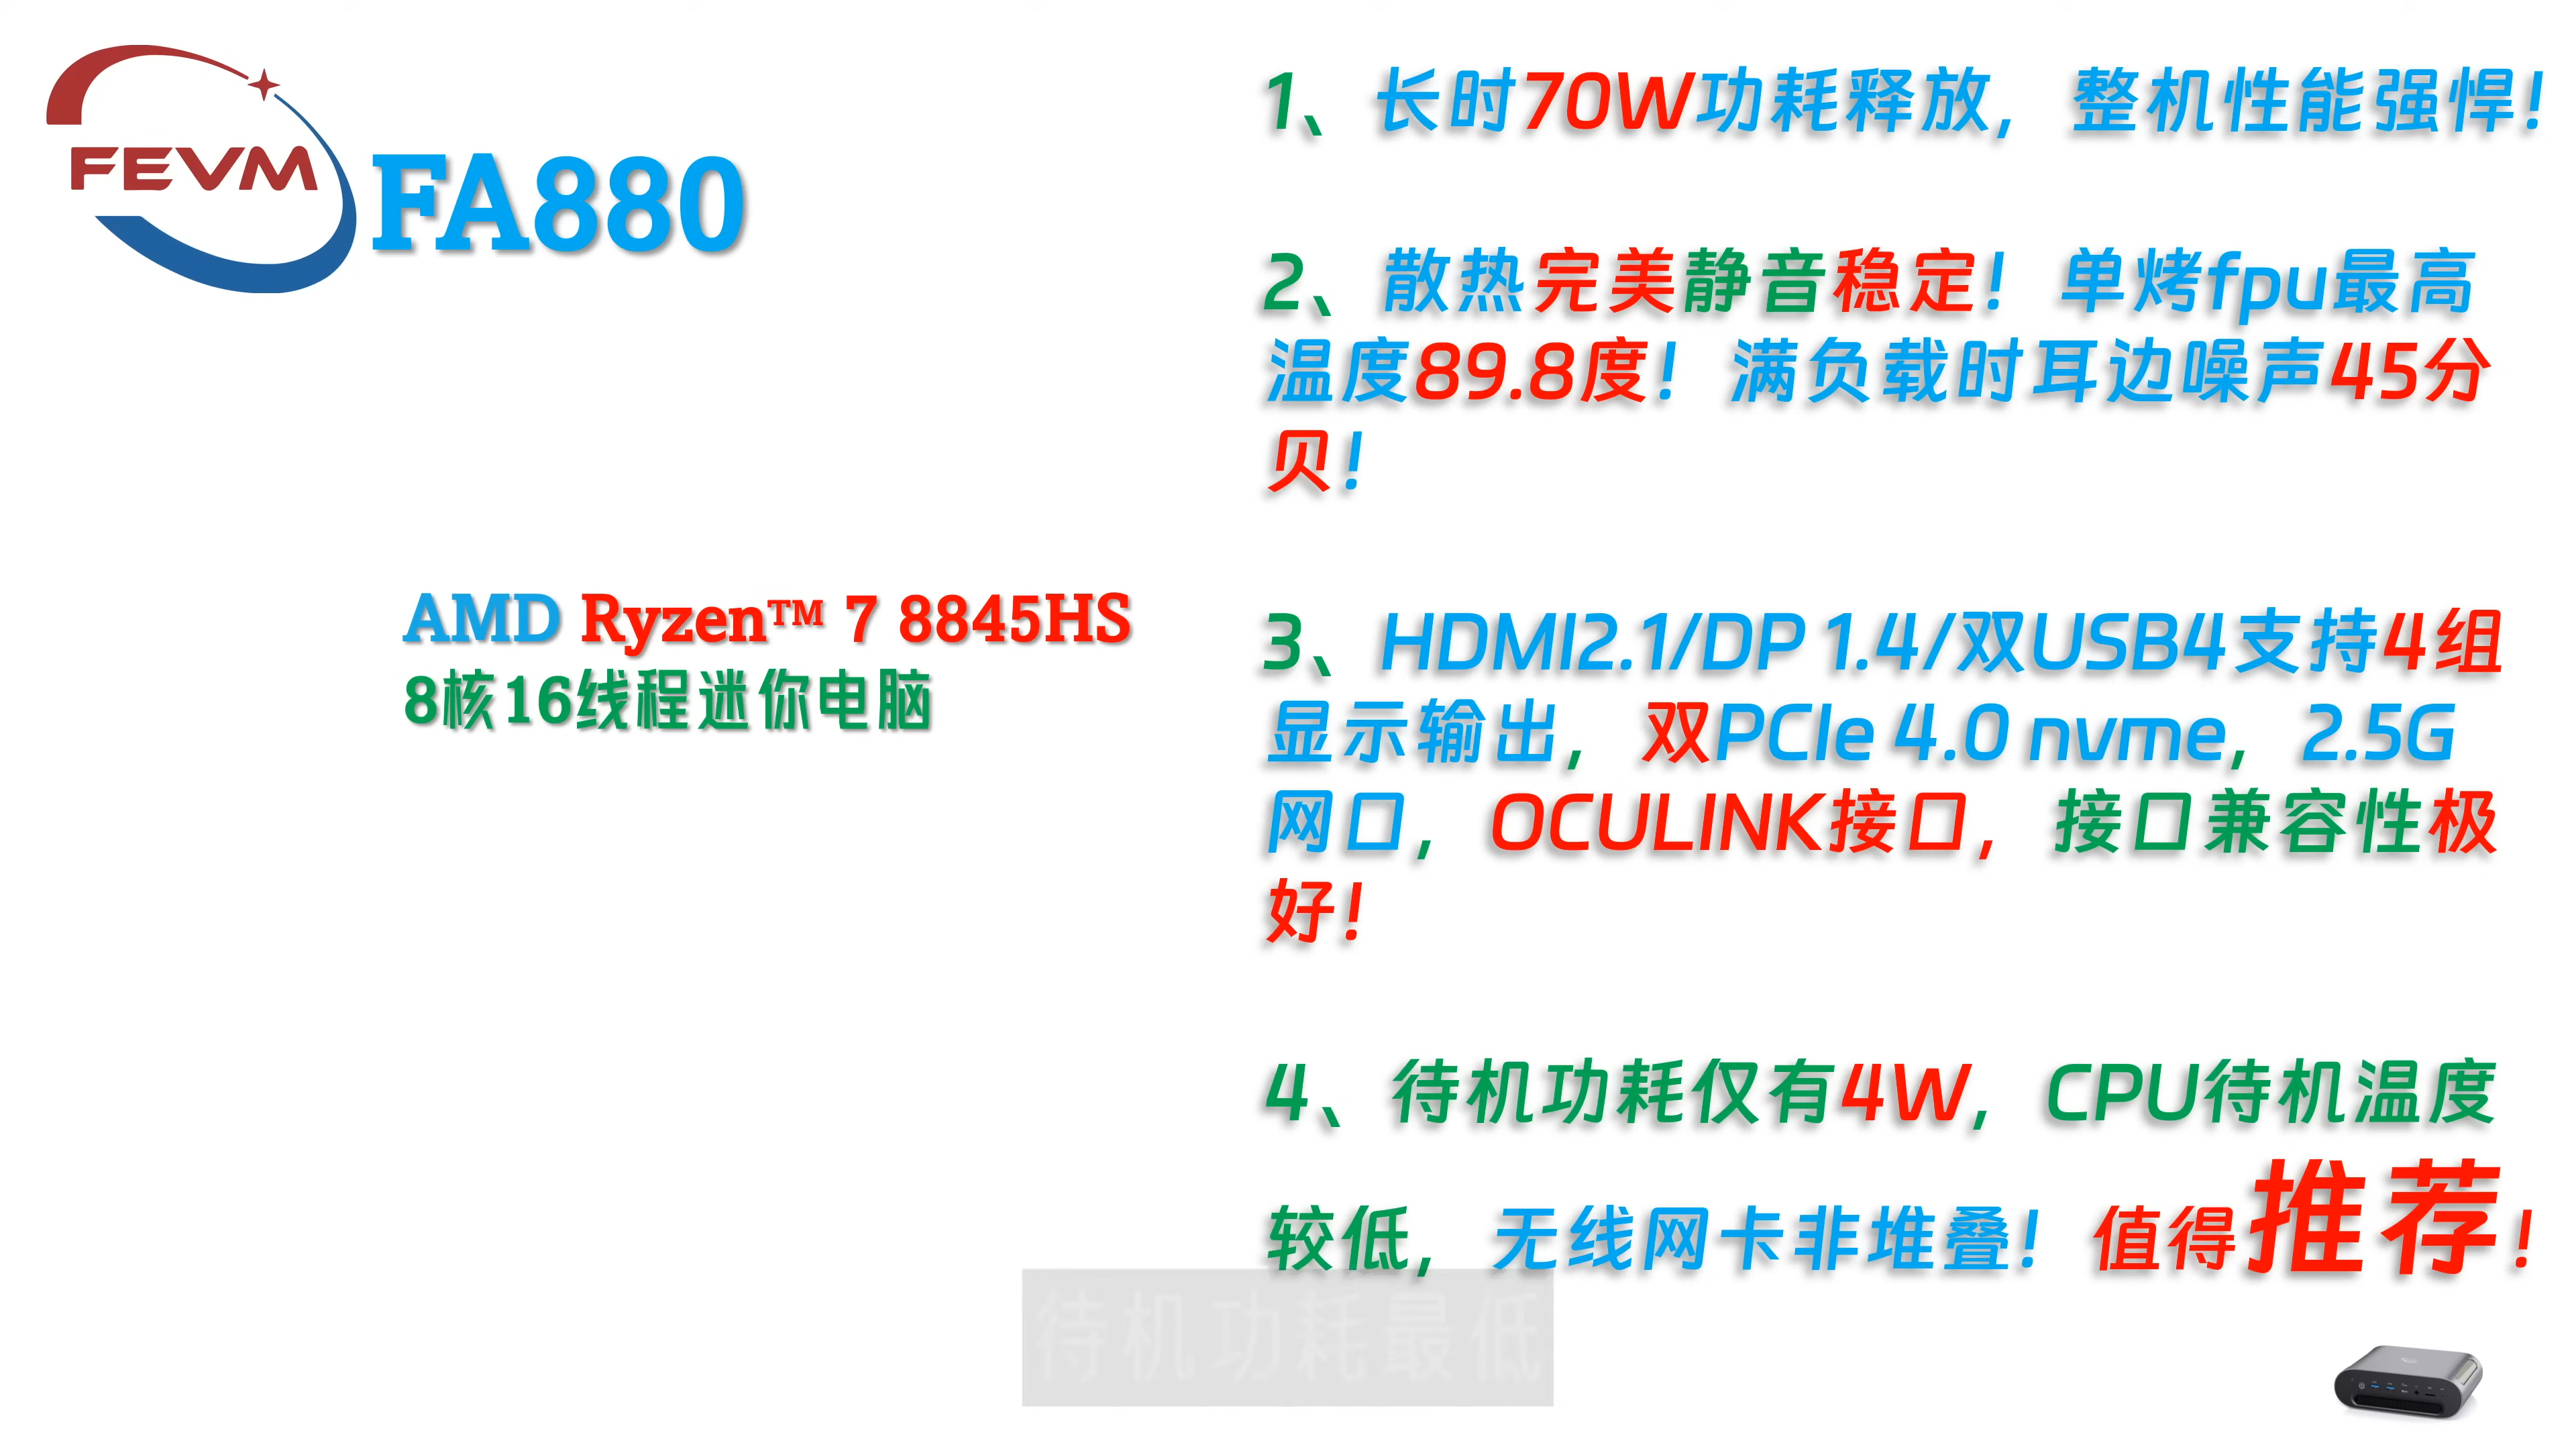 FEVM
FA880
AMD Ryzen™ 7 8845HS
8核16线程迷你电脑
1、长时70W功耗释放，整机性能强悍！
2、散热完美静音稳定！单烤fpu最高
温度89.8度！满负载时耳边噪声45分
贝！
3、HDMI2.1/DP 1.4/双USB4支持4组
显示输出，双PCIe 4.0 nvme，2.5G
网口，OCULINK接口，接口兼容性极
好！
4、待机功耗仅有4W，CPU待机温度
较低，无线网卡非堆叠！值得推荐！
待机功耗最低